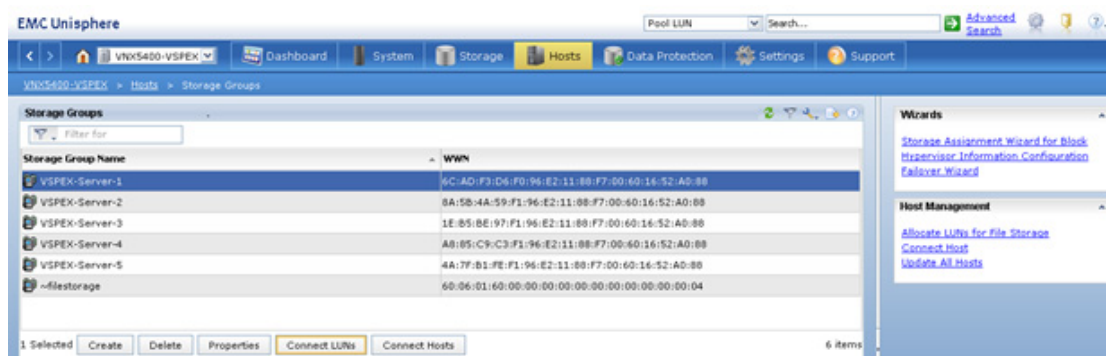 EMC Unisphere
Pool LUN
Search...
Advanced Search
VNX5400-VSPEX
Dashboard
System
Storage
Hosts
Data Protection
Settings
Support
VNX5400-VSPEX > Hosts > Storage Groups
Storage Groups
Filter for
Storage Group Name WWN
VSPEX-Server-1 6C:AD:F3:D6:F0:96:E2:11:88:F7:00:60:16:52:A0:88
VSPEX-Server-2 8A:5B:4A:59:F1:96:E2:11:88:F7:00:60:16:52:A0:88
VSPEX-Server-3 1E:B5:BE:97:F1:96:E2:11:88:F7:00:60:16:52:A0:88
VSPEX-Server-4 A8:85:C9:C3:F1:96:E2:11:88:F7:00:60:16:52:A0:88
VSPEX-Server-5 4A:7F:B1:FE:F1:96:E2:11:88:F7:00:60:16:52:A0:88
~filestorage 60:06:01:60:00:00:00:00:00:00:00:00:00:00:00:04
1 Selected
Create
Delete
Properties
Connect LUNs
Connect Hosts
6 items
Wizards
Storage Assignment Wizard for Block
Hypervisor Information Configuration
Failover Wizard
Host Management
Allocate LUNs for File Storage
Connect Host
Update All Hosts